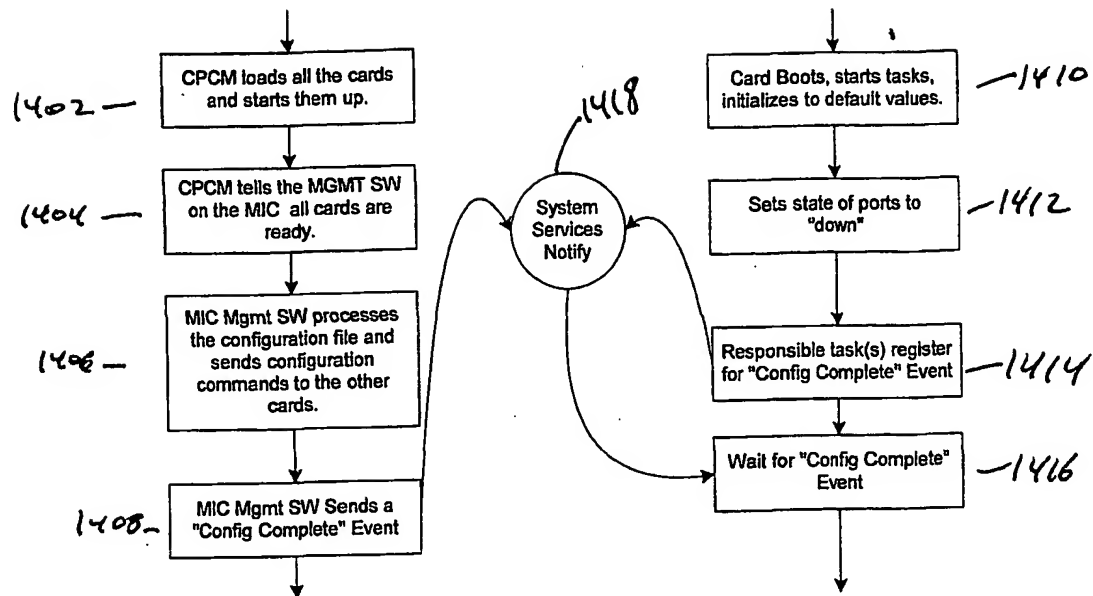 CPCM loads all the cards
and starts them up.
1402
CPCM tells the MGMT SW
on the MIC all cards are
ready.
1404
MIC Mgmt SW processes
the configuration file and
sends configuration
commands to the other
cards.
1406
MIC Mgmt SW Sends a
"Config Complete" Event
1408
1418
System
Services
Notify
Card Boots, starts tasks,
initializes to default values.
1410
Sets state of ports to
"down"
1412
Responsible task(s) register
for "Config Complete" Event
1414
Wait for "Config Complete"
Event
1416